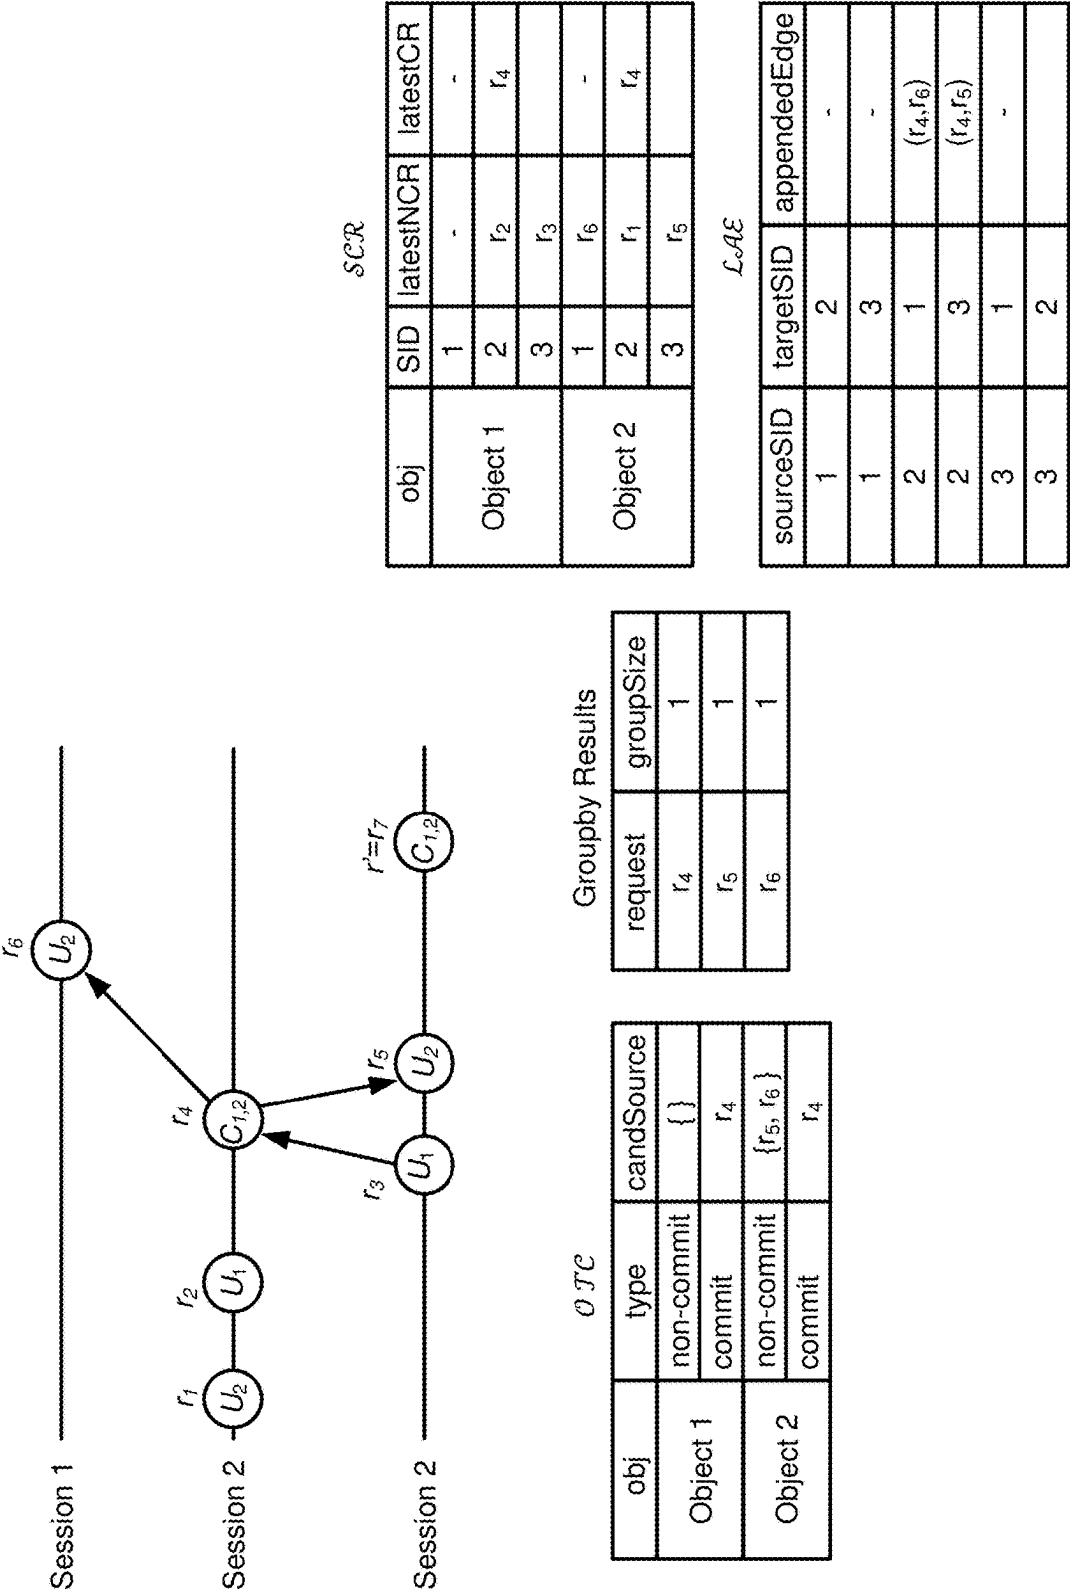 r6
Session 1 U2
r1 r2 r4
Session 2 U2 U1 C1,2
r3 r5 r'=r7
Session 2 U1 U2 C1,2
𝒪𝒯𝒞
obj type candSource
Object 1 non-commit { }
commit r4
Object 2 non-commit {r5, r6 }
commit r4
Groupby Results
request groupSize
r4 1
r5 1
r6 1
𝒮𝒞ℛ
obj SID latestNCR latestCR
Object 1 1 - -
2 r2 r4
3 r3
Object 2 1 r6 -
2 r1 r4
3 r5
ℒ𝒜ℰ
sourceSID targetSID appendedEdge
1 2 -
1 3 -
2 1 (r4,r6)
2 3 (r4,r5)
3 1 -
3 2